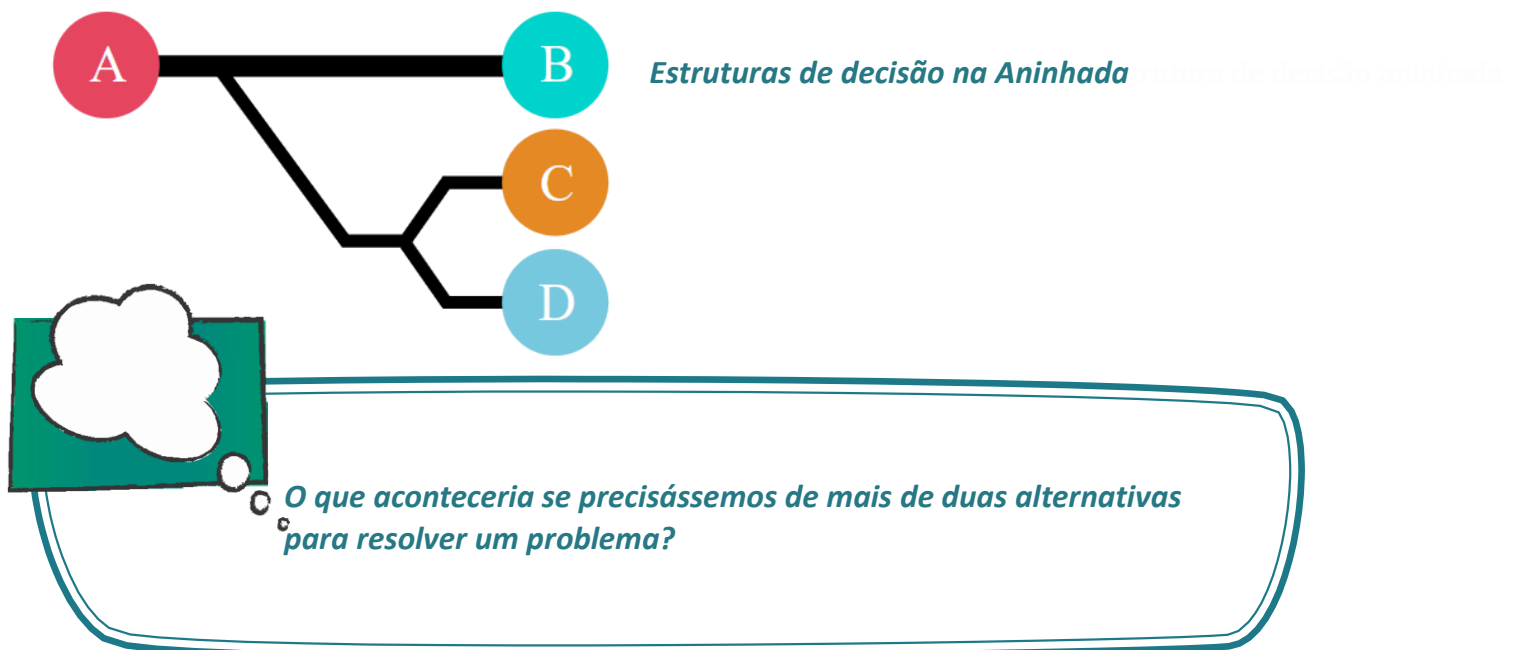 A
B
Estruturas de decisão na Aninhada
C
D
O que aconteceria se precisássemos de mais de duas alternativas
para resolver um problema?